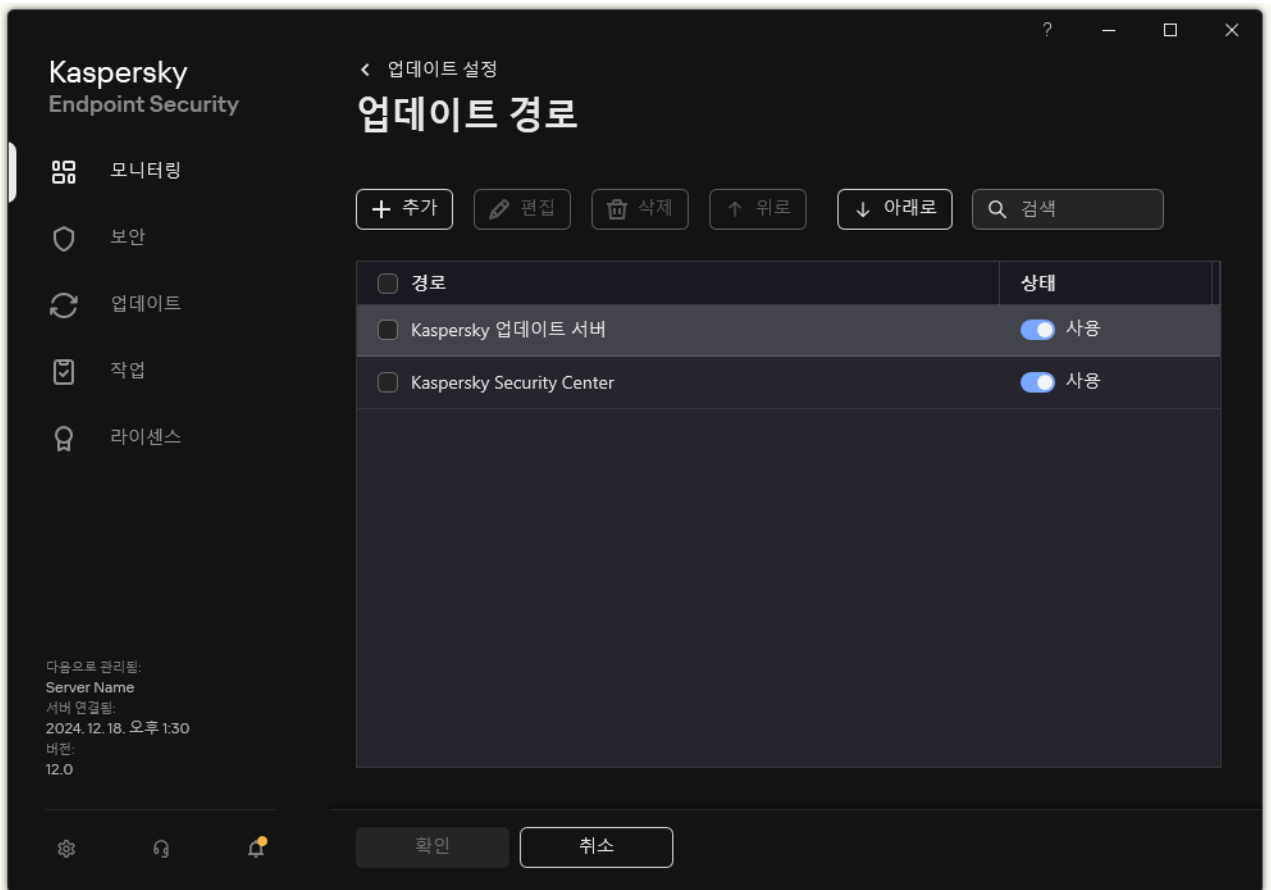 ?
Kaspersky
Endpoint Security
모니터링
보안
업데이트
작업
라이센스
다음으로 관리됨:
Server Name
서버 연결됨:
2024. 12. 18. 오후 1:30
버전:
12.0
업데이트 설정
업데이트 경로
추가 편집 삭제 위로 아래로 검색
경로 상태
Kaspersky 업데이트 서버 사용
Kaspersky Security Center 사용
확인 취소